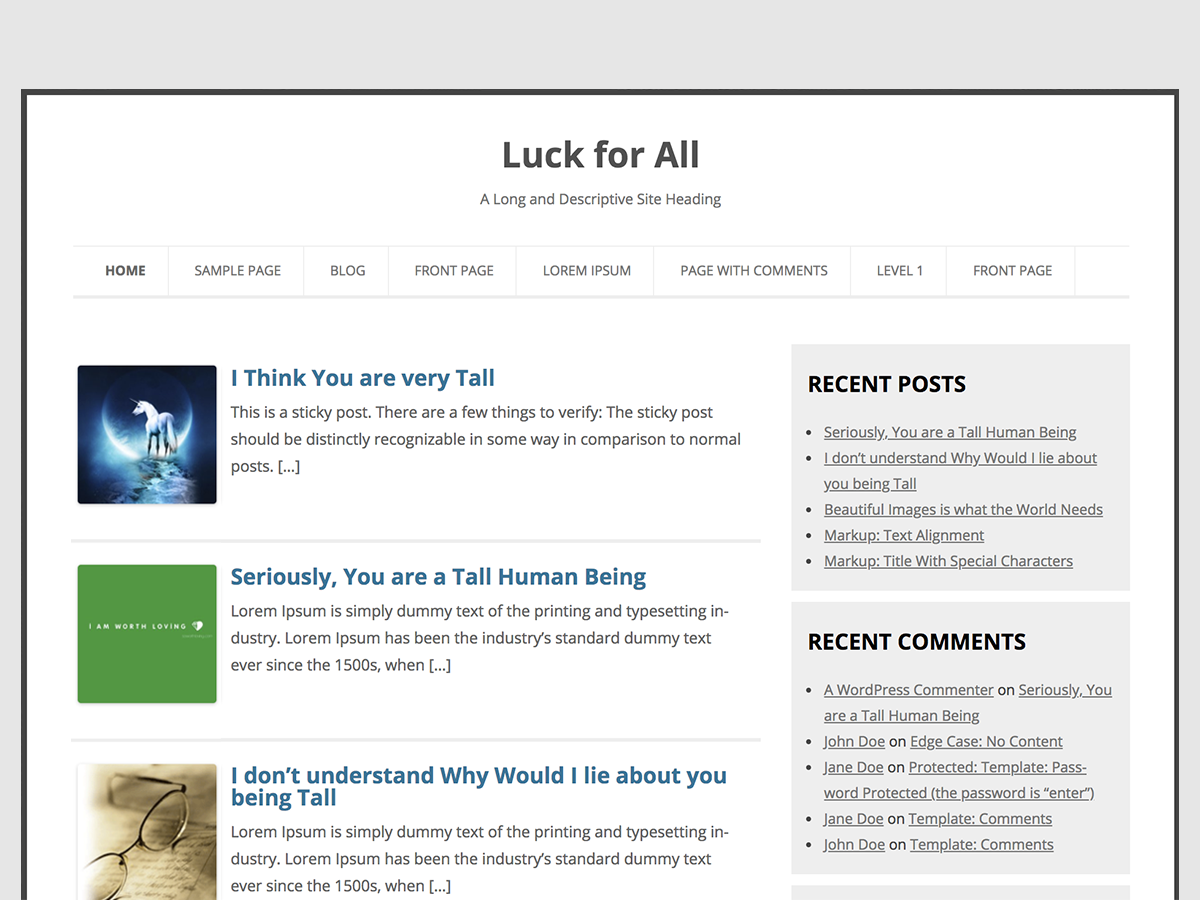 Luck for All
A Long and Descriptive Site Heading
HOME
SAMPLE PAGE
BLOG
FRONT PAGE
LOREM IPSUM
PAGE WITH COMMENTS
LEVEL 1
FRONT PAGE
I Think You are very Tall
This is a sticky post. There are a few things to verify: The sticky post
should be distinctly recognizable in some way in comparison to normal
posts. […]
I AM WORTH LOVING
Seriously, You are a Tall Human Being
Lorem Ipsum is simply dummy text of the printing and typesetting in-
dustry. Lorem Ipsum has been the industry’s standard dummy text
ever since the 1500s, when […]
I don’t understand Why Would I lie about you
being Tall
Lorem Ipsum is simply dummy text of the printing and typesetting in-
dustry. Lorem Ipsum has been the industry’s standard dummy text
ever since the 1500s, when […]
RECENT POSTS
Seriously, You are a Tall Human Being
I don’t understand Why Would I lie about
you being Tall
Beautiful Images is what the World Needs
Markup: Text Alignment
Markup: Title With Special Characters
RECENT COMMENTS
A WordPress Commenter on Seriously, You
are a Tall Human Being
John Doe on Edge Case: No Content
Jane Doe on Protected: Template: Pass-
word Protected (the password is “enter”)
Jane Doe on Template: Comments
John Doe on Template: Comments